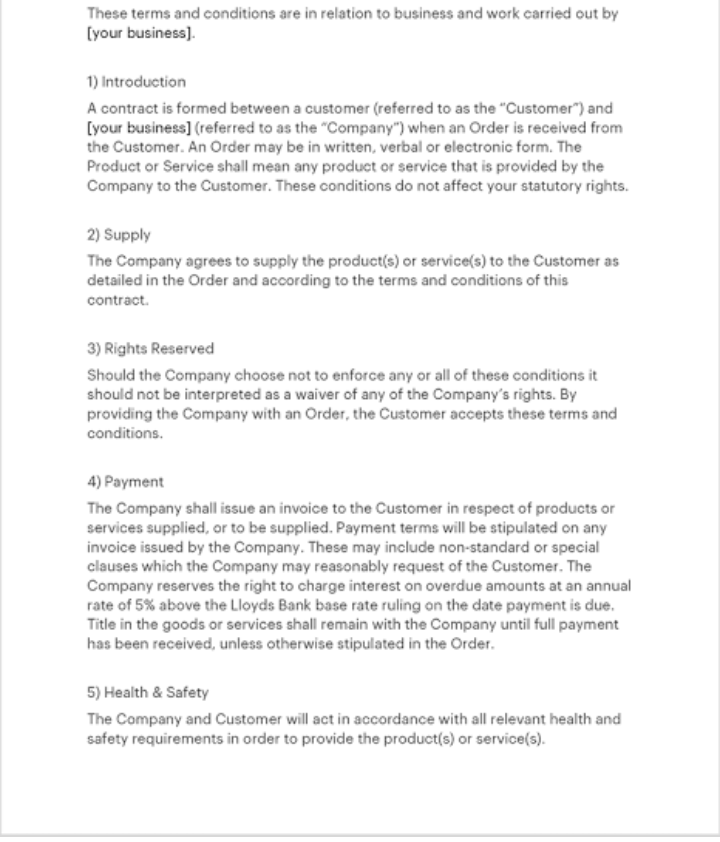 These terms and conditions are in relation to business and work carried out by
[your business].
1) Introduction
A contract is formed between a customer (referred to as the “Customer”) and
[your business] (referred to as the “Company”) when an Order is received from
the Customer. An Order may be in written, verbal or electronic form. The
Product or Service shall mean any product or service that is provided by the
Company to the Customer. These conditions do not affect your statutory rights.
2) Supply
The Company agrees to supply the product(s) or service(s) to the Customer as
detailed in the Order and according to the terms and conditions of this
contract.
3) Rights Reserved
Should the Company choose not to enforce any or all of these conditions it
should not be interpreted as a waiver of any of the Company’s rights. By
providing the Company with an Order, the Customer accepts these terms and
conditions.
4) Payment
The Company shall issue an invoice to the Customer in respect of products or
services supplied, or to be supplied. Payment terms will be stipulated on any
invoice issued by the Company. These may include non-standard or special
clauses which the Company may reasonably request of the Customer. The
Company reserves the right to charge interest on overdue amounts at an annual
rate of 5% above the Lloyds Bank base rate ruling on the date payment is due.
Title in the goods or services shall remain with the Company until full payment
has been received, unless otherwise stipulated in the Order.
5) Health & Safety
The Company and Customer will act in accordance with all relevant health and
safety requirements in order to provide the product(s) or service(s).